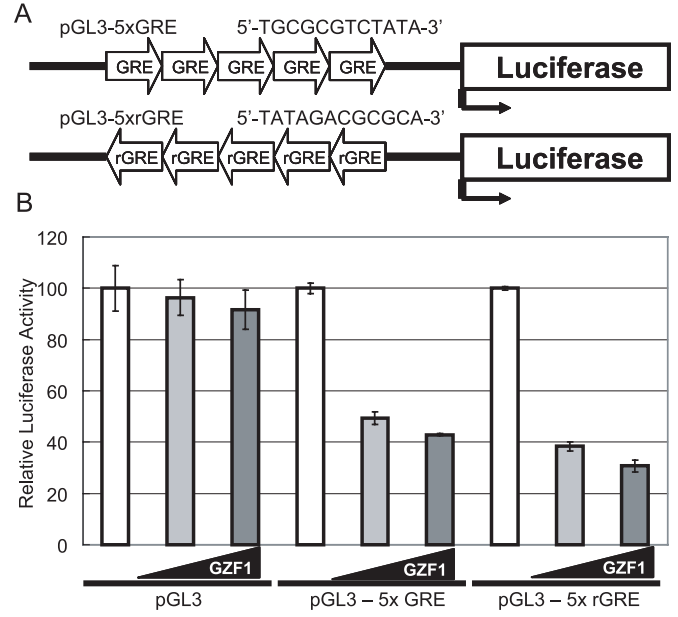 A
pGL3-5xGRE 5’-TGCGCGTCTATA-3’
GRE GRE GRE GRE GRE Luciferase
pGL3-5xrGRE 5’-TATAGACGCGCA-3’
rGRE rGRE rGRE rGRE rGRE Luciferase
B
Relative Luciferase Activity
120
100
80
60
40
20
0
GZF1 GZF1 GZF1
pGL3 pGL3 – 5x GRE pGL3 – 5x rGRE